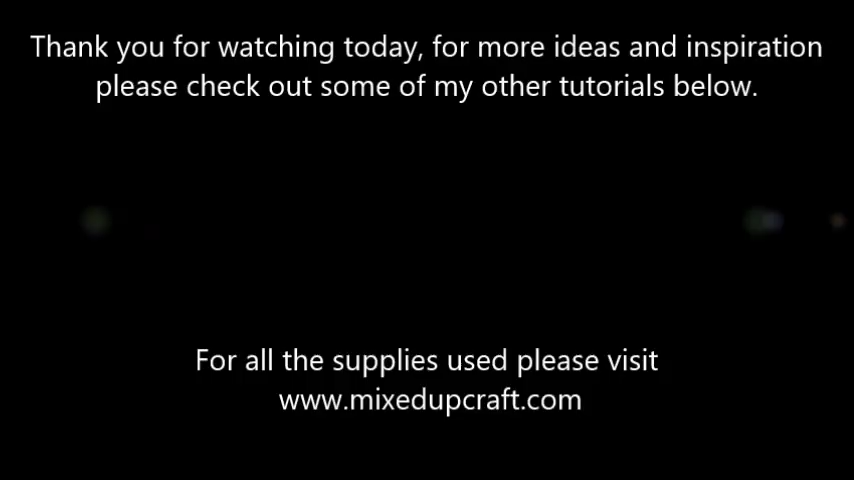 Thank you for watching today, for more ideas and inspiration
please check out some of my other tutorials below.
For all the supplies used please visit
www.mixedupcraft.com